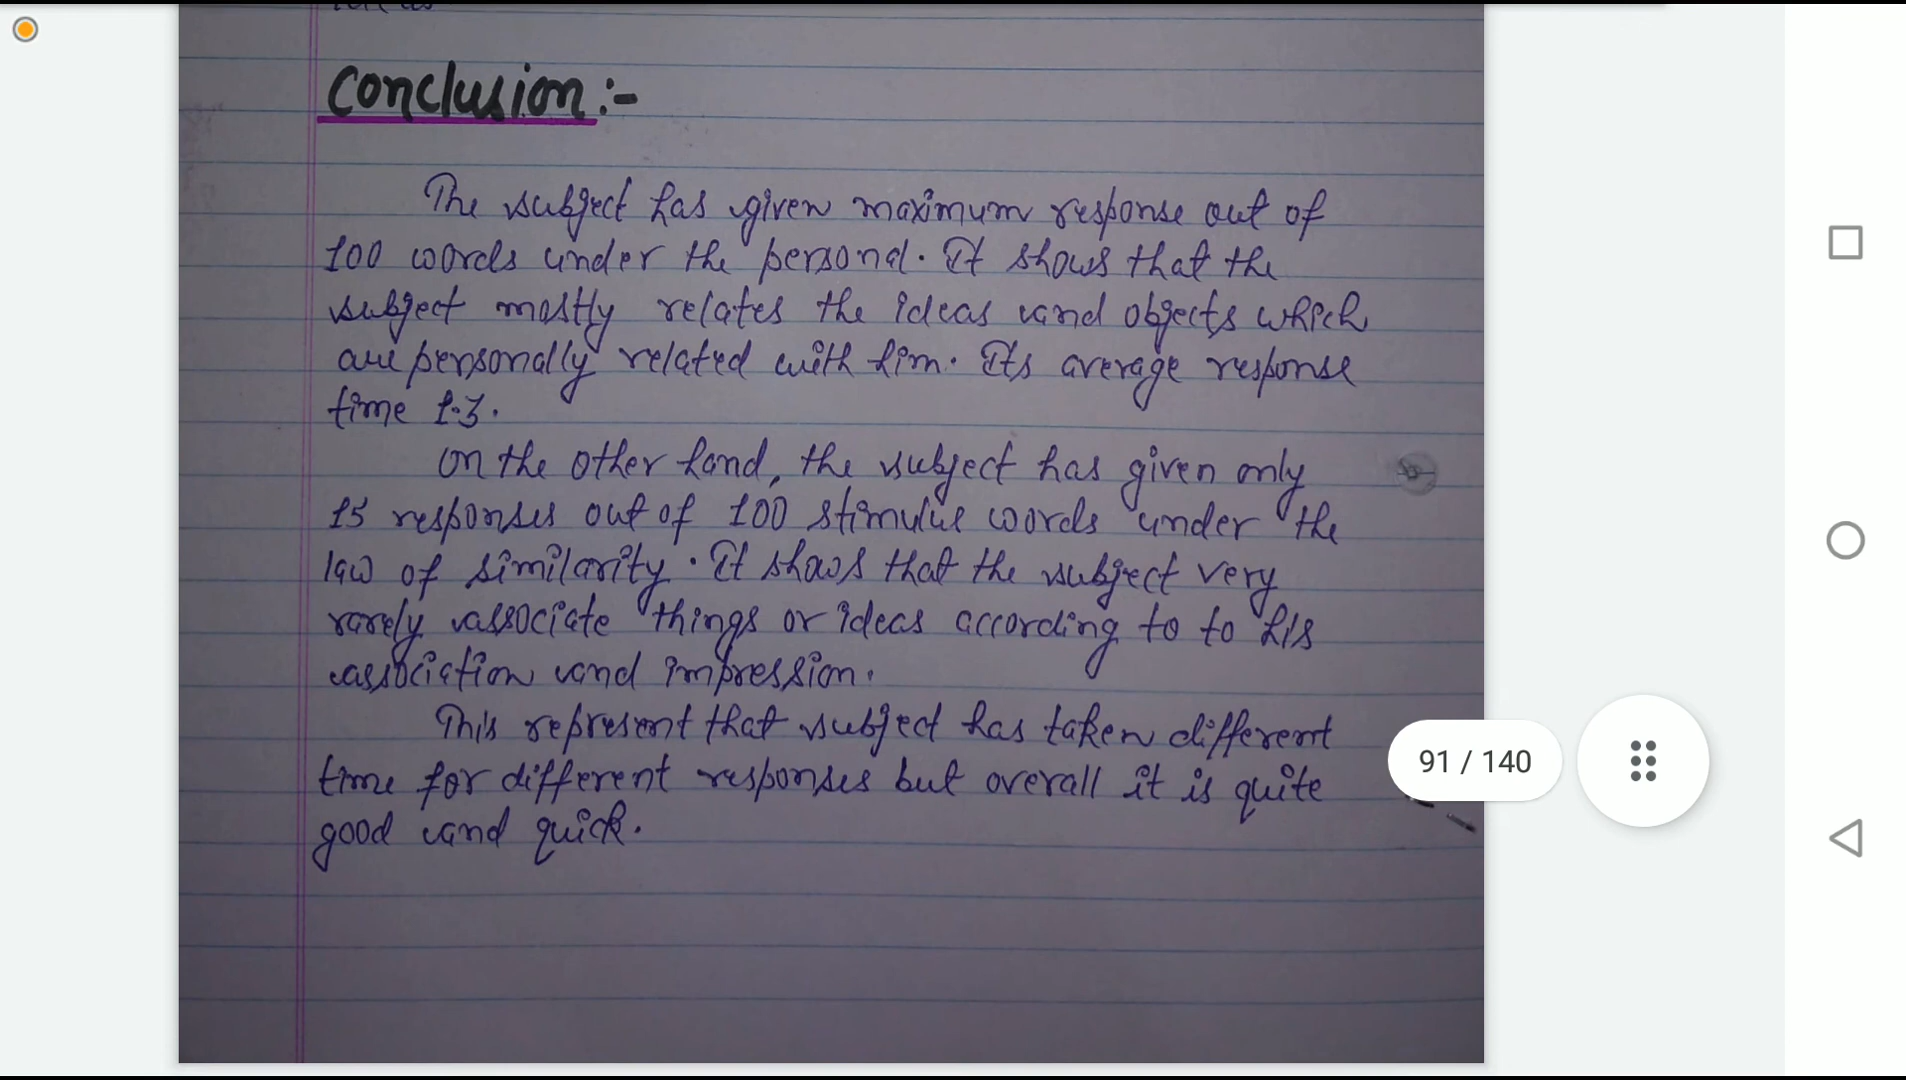 Conclusion:-
The subject has given maximum response out of
100 words under the personal. It shows that the
subject mostly relates the ideas and objects which
are personally related with him. Its average response
time 1.3.
On the other hand, the subject has given only
15 responses out of 100 stimulus words under the
law of similarity. It shows that the subject very
rarely associate things or ideas according to to his
association and impression.
This represent that subject has taken different
time for different responses but overall it is quite
good and quick.
91 / 140